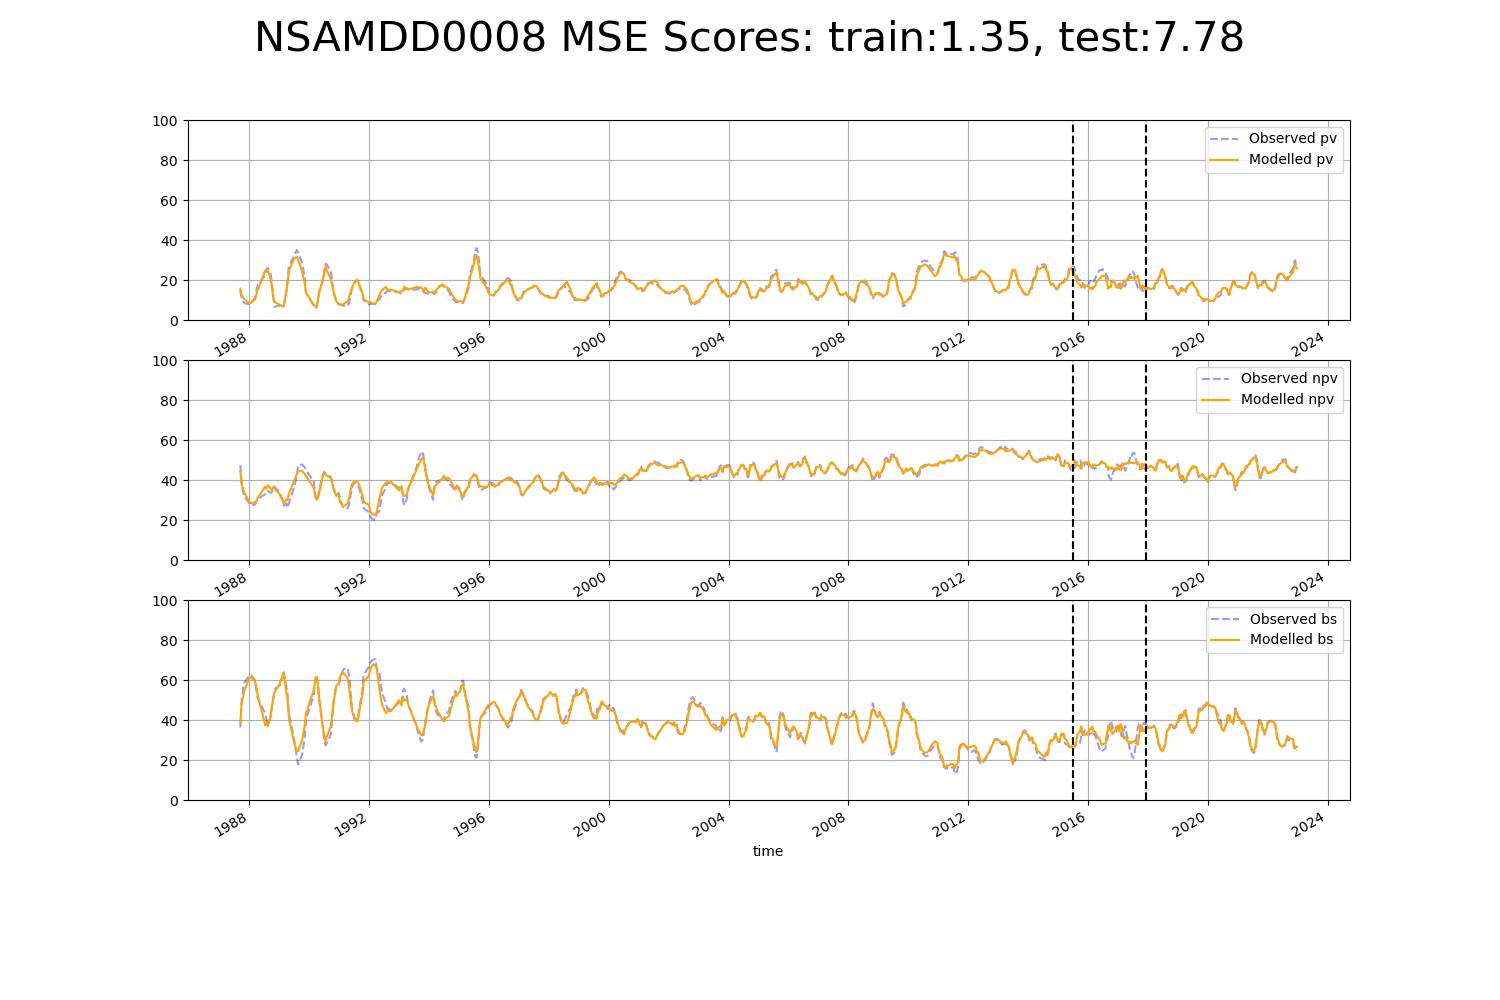 NSAMDD0008 MSE Scores: train:1.35, test:7.78
100
80
60
40
20
0
Observed pv
Modelled pv
1988 1992 1996 2000 2004 2008 2012 2016 2020 2024
100
80
60
40
20
0
Observed npv
Modelled npv
1988 1992 1996 2000 2004 2008 2012 2016 2020 2024
100
80
60
40
20
0
Observed bs
Modelled bs
1988 1992 1996 2000 2004 2008 2012 2016 2020 2024
time